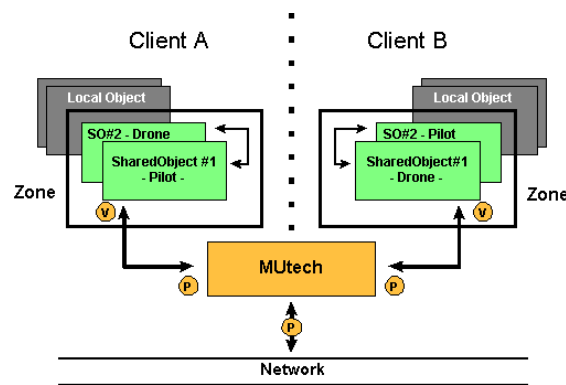 Client A
Client B
Local Object
Local Object
SO#2 - Drone
SO#2 - Pilot
SharedObject #1
- Pilot -
SharedObject#1
- Drone -
Zone
Zone
V
V
MUtech
P
P
P
Network